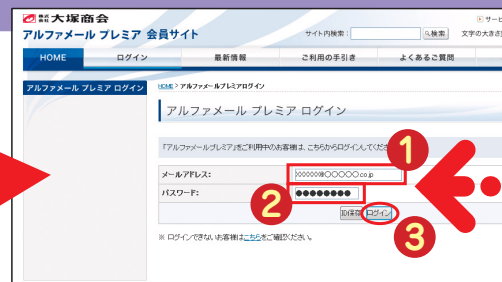 株式会社 大塚商会
アルファメール プレミア 会員サイト
サイト内検索：
検索
文字の大きさ
HOME
ログイン
最新情報
ご利用の手引き
よくあるご質問
アルファメール プレミア ログイン
HOME > アルファメールプレミアログイン
アルファメール プレミア ログイン
「アルファメールプレミア」をご利用中のお客様は、こちらからログインしてくださ
1
メールアドレス：
パスワード：
●●●●●●●●
2
ID保存
ログイン
3
※ ログインできないお客様はこちらをご確認ください。